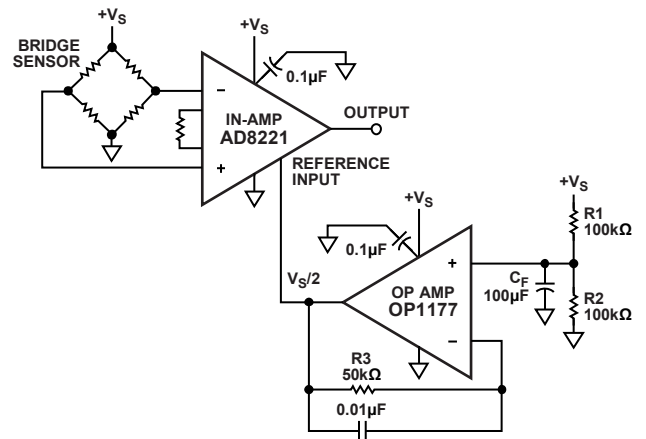 +VS
BRIDGE
SENSOR
+VS
0.1µF
−
IN-AMP
AD8221
+
OUTPUT
REFERENCE
INPUT
+VS
R1
100kΩ
+VS
0.1µF
VS/2
+
OP AMP
OP1177
−
CF
100µF
R2
100kΩ
R3
50kΩ
0.01µF